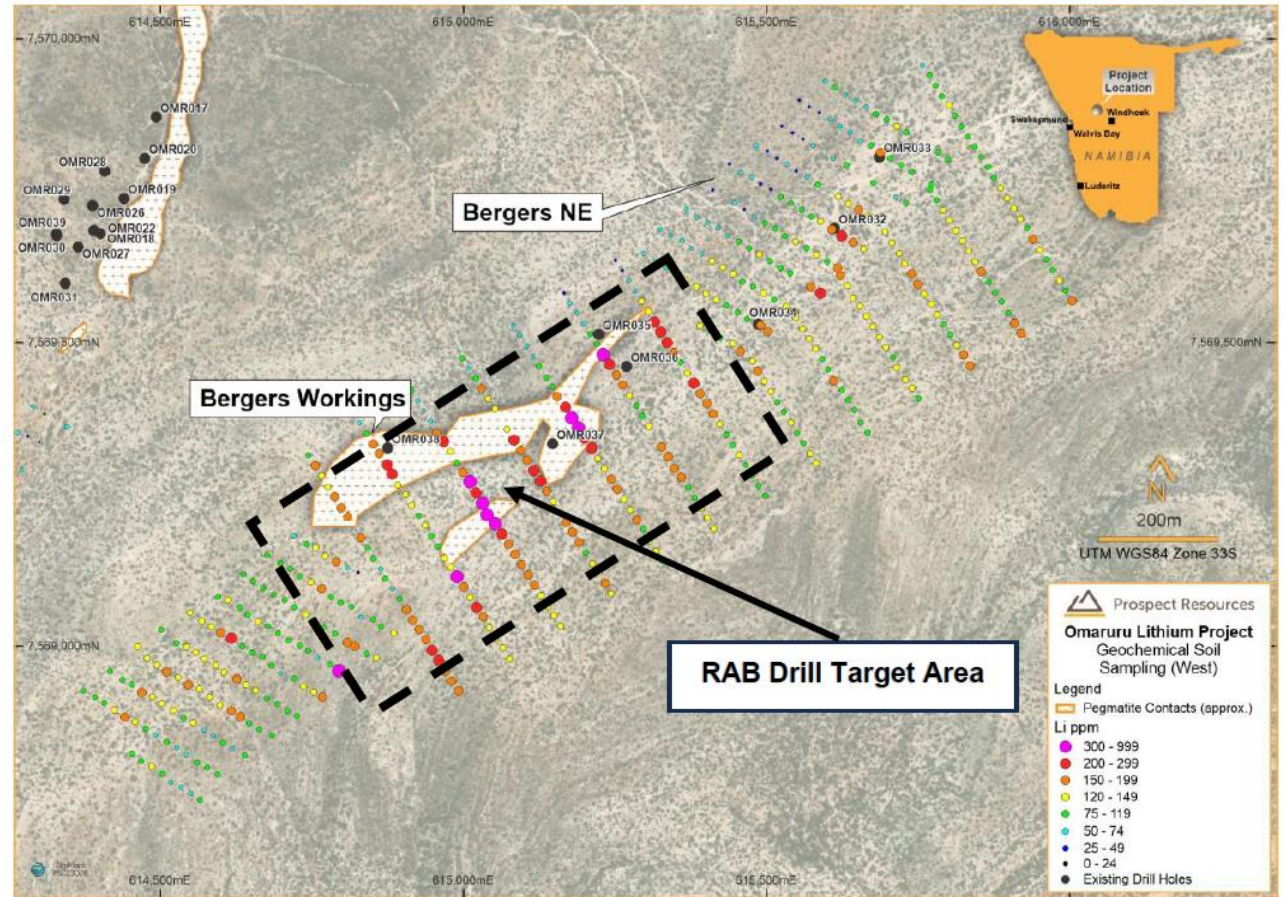 614,500mE
615,000mE
615,500mE
616,000mE
7,570,000mN
Project
Location
Swakopmund
Windhoek
Walvis Bay
NAMIBIA
Luderitz
OMR017
OMR020
OMR028
OMR029
OMR019
OMR026
OMR039
OMR022
OMR018
OMR030
OMR027
OMR031
OMR033
Bergers NE
OMR032
OMR034
OMR035
7,569,500mN
7,569,500mN
OMR036
Bergers Workings
OMR038
OMR037
N
200m
UTM WGS84 Zone 33S
RAB Drill Target Area
7,569,000mN
Prospect Resources
Omaruru Lithium Project
Geochemical Soil
Sampling (West)
Legend
Pegmatite Contacts (approx.)
Li ppm
300 - 999
200 - 299
150 - 199
120 - 149
75 - 119
50 - 74
25 - 49
0 - 24
Existing Drill Holes
614,500mE
615,000mE
615,500mE